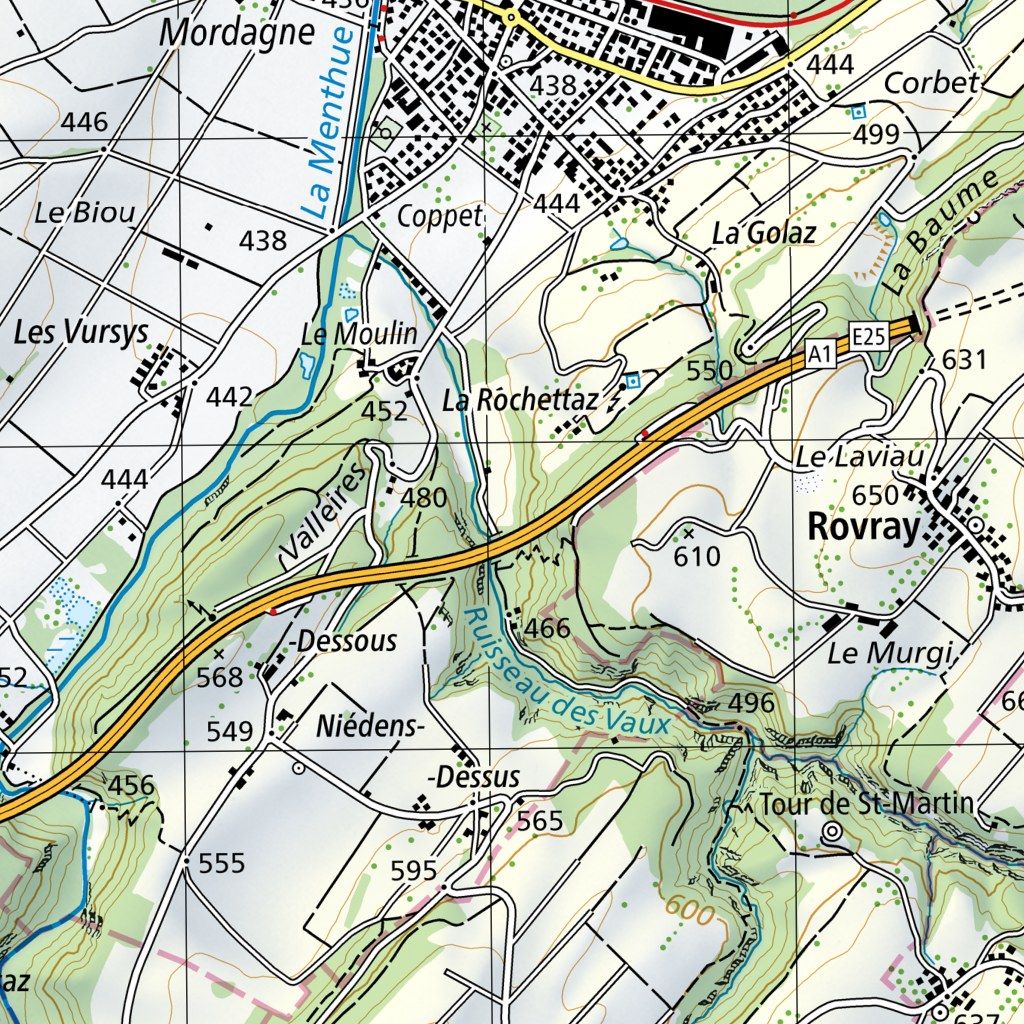 436
Mordagne
La Menthue
438
444
Corbet
446
499
Le Biou
438
Coppet
444
La Golaz
La Baume
Les Vursys
Le Moulin
A1
E25
550
631
442
452
La Rochettaz
444
480
Le Laviau
650
Rovray
Valleires
610
466
-Dessous
568
Le Murgi
52
Ruisseau des Vaux
496
549
Niédens-
-Dessus
456
Tour de St-Martin
565
555
595
600
az
637